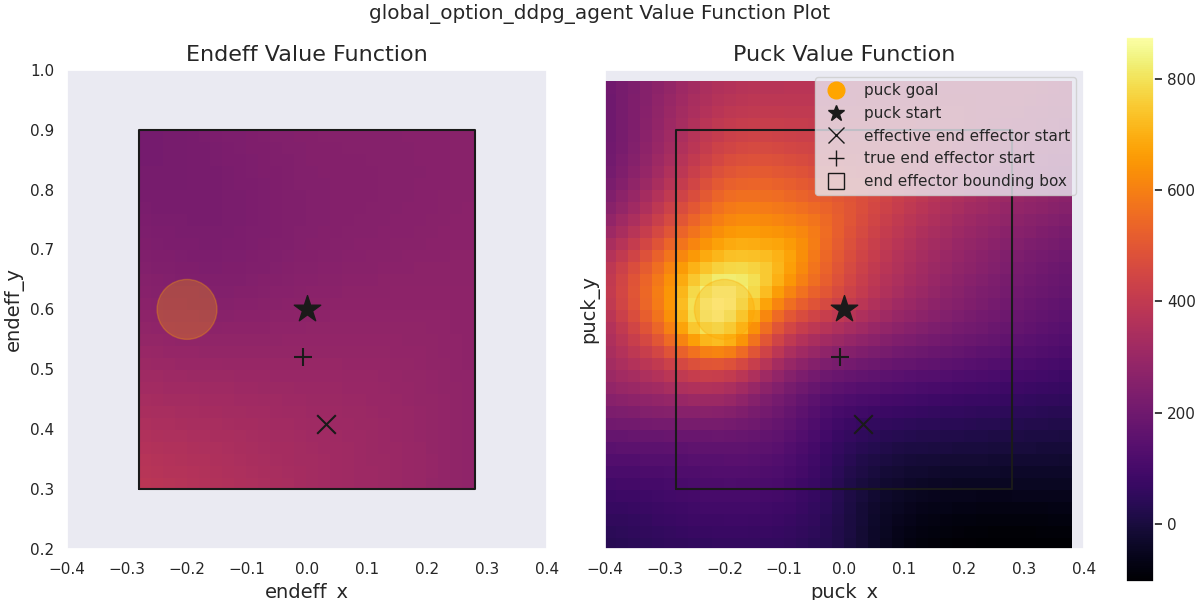 global_option_ddpg_agent Value Function Plot
Endeff Value Function
Puck Value Function
endeff_y
1.0
0.9
0.8
0.7
0.6
0.5
0.4
0.3
0.2
−0.4 −0.3 −0.2 −0.1 0.0 0.1 0.2 0.3 0.4
endeff_x
puck_y
puck goal
puck start
effective end effector start
true end effector start
end effector bounding box
−0.4 −0.3 −0.2 −0.1 0.0 0.1 0.2 0.3 0.4
puck_x
800
600
400
200
0